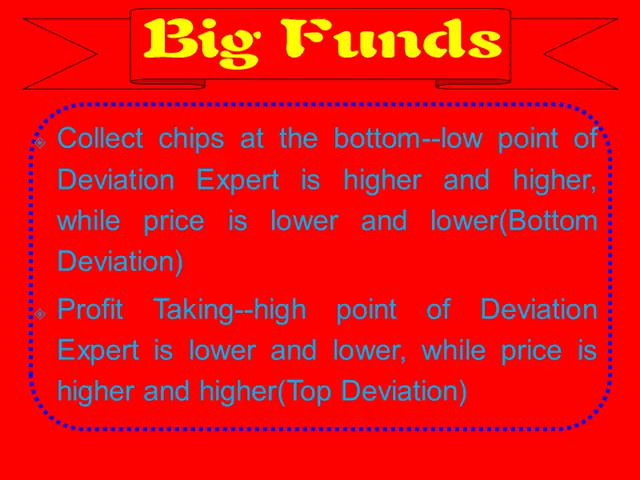 Big Funds
Collect chips at the bottom--low point of
Deviation Expert is higher and higher,
while price is lower and lower(Bottom
Deviation)
Profit Taking--high point of Deviation
Expert is lower and lower, while price is
higher and higher(Top Deviation)